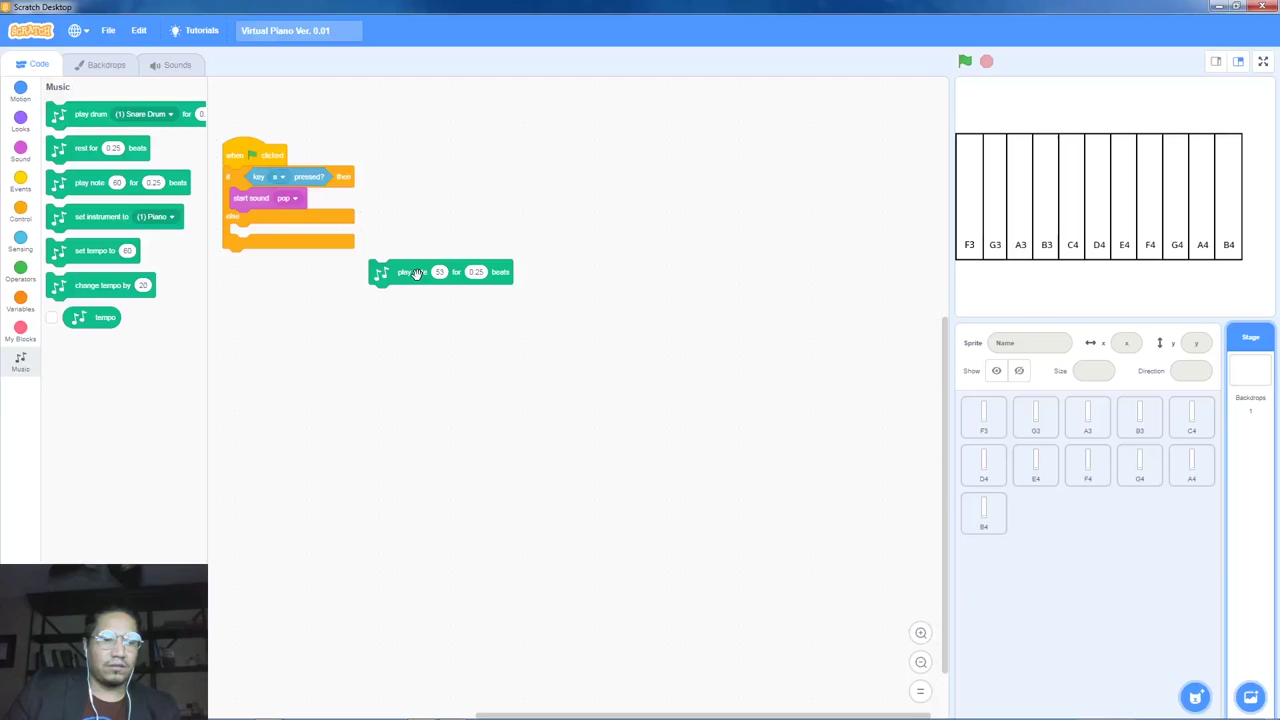 Scratch Desktop
SCRATCH
File
Edit
Tutorials
Virtual Piano Ver. 0.01
Code
Backdrops
Sounds
Motion
Looks
Sound
Events
Control
Sensing
Operators
Variables
My Blocks
Music
Music
play drum (1) Snare Drum for 0.
rest for 0.25 beats
play note 60 for 0.25 beats
set instrument to (1) Piano
set tempo to 60
change tempo by 20
tempo
when clicked
if key pressed? then
start sound pop
else
53 for 0.25 beats
F3 G3 A3 B3 C4 D4 E4 F4 G4 A4 B4
Sprite Name x x y y
Show Size Direction
F3 G3 A3 B3 C4
D4 E4 F4 G4 A4
B4
Stage
Backdrops
1